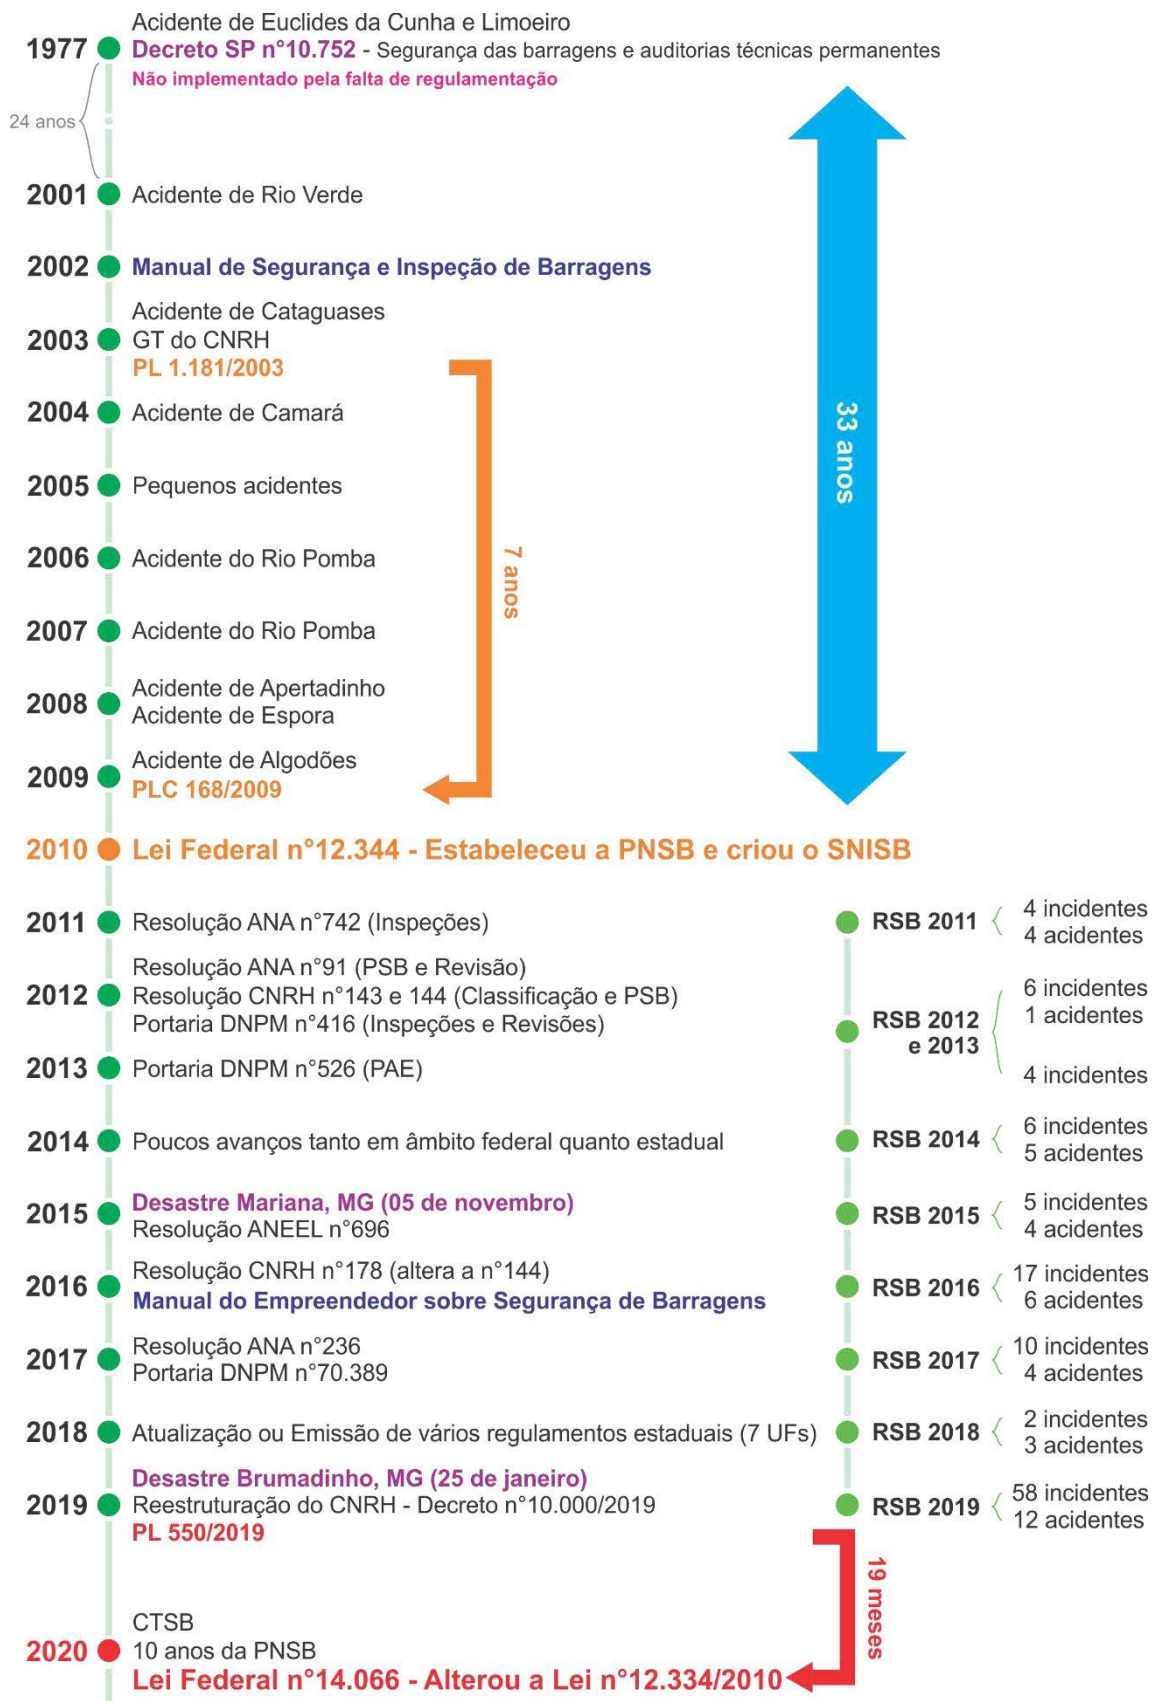 Acidente de Euclides da Cunha e Limoeiro
1977
Decreto SP n°10.752 - Segurança das barragens e auditorias técnicas permanentes
Não implementado pela falta de regulamentação
24 anos
2001
Acidente de Rio Verde
2002
Manual de Segurança e Inspeção de Barragens
Acidente de Cataguases
2003
GT do CNRH
PL 1.181/2003
2004
Acidente de Camará
2005
Pequenos acidentes
2006
Acidente do Rio Pomba
2007
Acidente do Rio Pomba
2008
Acidente de Apertadinho
Acidente de Espora
2009
Acidente de Algodões
PLC 168/2009
7 anos
33 anos
2010
Lei Federal n°12.344 - Estabeleceu a PNSB e criou o SNISB
2011
Resolução ANA n°742 (Inspeções)
RSB 2011
4 incidentes
4 acidentes
2012
Resolução ANA n°91 (PSB e Revisão)
Resolução CNRH n°143 e 144 (Classificação e PSB)
Portaria DNPM n°416 (Inspeções e Revisões)
RSB 2012
e 2013
6 incidentes
1 acidentes
4 incidentes
2013
Portaria DNPM n°526 (PAE)
2014
Poucos avanços tanto em âmbito federal quanto estadual
RSB 2014
6 incidentes
5 acidentes
2015
Desastre Mariana, MG (05 de novembro)
Resolução ANEEL n°696
RSB 2015
5 incidentes
4 acidentes
2016
Resolução CNRH n°178 (altera a n°144)
Manual do Empreendedor sobre Segurança de Barragens
RSB 2016
17 incidentes
6 acidentes
2017
Resolução ANA n°236
Portaria DNPM n°70.389
RSB 2017
10 incidentes
4 acidentes
2018
Atualização ou Emissão de vários regulamentos estaduais (7 UFs)
RSB 2018
2 incidentes
3 acidentes
2019
Desastre Brumadinho, MG (25 de janeiro)
Reestruturação do CNRH - Decreto n°10.000/2019
PL 550/2019
RSB 2019
58 incidentes
12 acidentes
19 meses
2020
CTSB
10 anos da PNSB
Lei Federal n°14.066 - Alterou a Lei n°12.334/2010